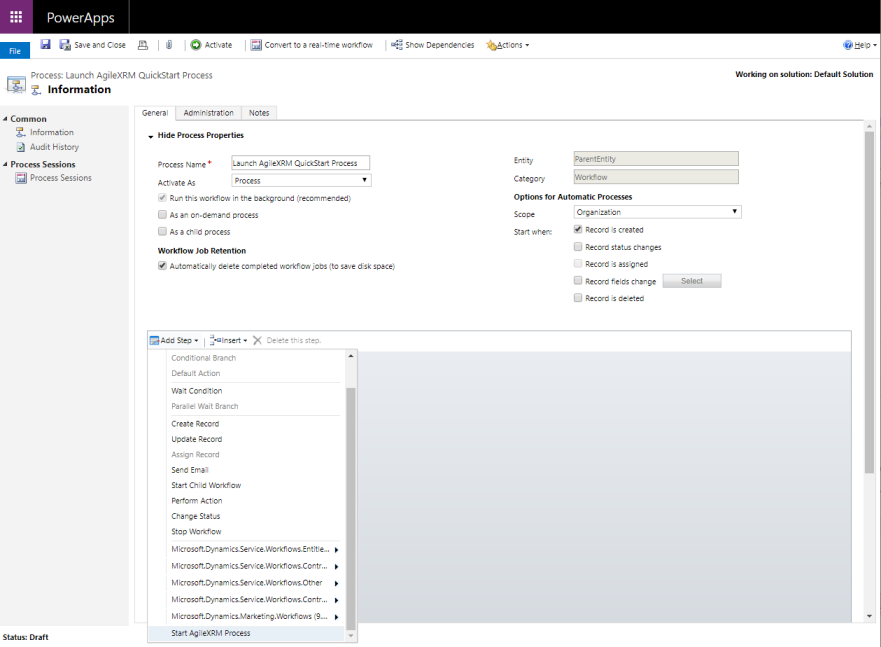 PowerApps
File
Save and Close
Activate
Convert to a real-time workflow
Show Dependencies
Actions
Help
Process: Launch AgileXRM QuickStart Process
Information
Working on solution: Default Solution
Common
Information
Audit History
Process Sessions
Process Sessions
General
Administration
Notes
Hide Process Properties
Process Name *
Launch AgileXRM QuickStart Process
Activate As
Process
Run this workflow in the background (recommended)
As an on-demand process
As a child process
Workflow Job Retention
Automatically delete completed workflow jobs (to save disk space)
Entity
ParentEntity
Category
Workflow
Options for Automatic Processes
Scope
Organization
Start when:
Record is created
Record status changes
Record is assigned
Record fields change
Select
Record is deleted
Add Step
Insert
Delete this step.
Conditional Branch
Default Action
Wait Condition
Parallel Wait Branch
Create Record
Update Record
Assign Record
Send Email
Start Child Workflow
Perform Action
Change Status
Stop Workflow
Microsoft.Dynamics.Service.Workflows.Entitle...
Microsoft.Dynamics.Service.Workflows.Contr...
Microsoft.Dynamics.Service.Workflows.Other
Microsoft.Dynamics.Service.Workflows.Contr...
Microsoft.Dynamics.Marketing.Workflows (9....
Start AgileXRM Process
Status: Draft